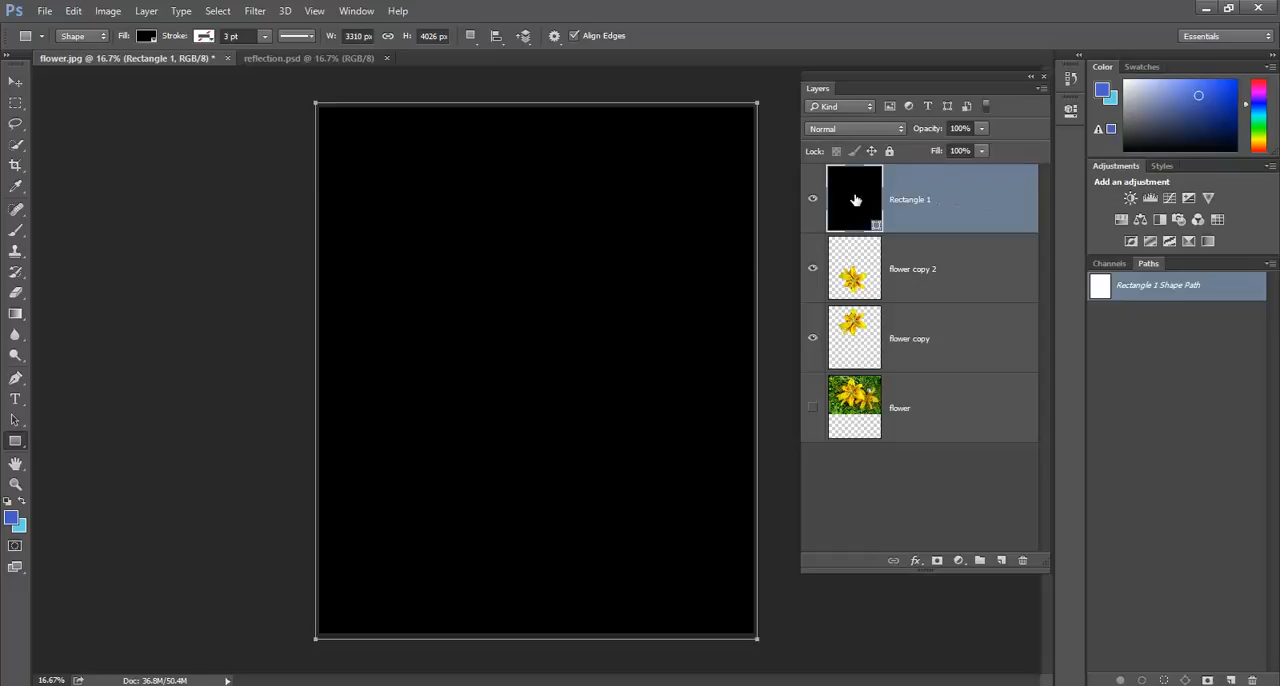 Ps File Edit Image Layer Type Select Filter 3D View Window Help
Shape Fill: Stroke: 3 pt W: 3310 px H: 4026 px Align Edges Essentials
flower.jpg @ 16.7% (Rectangle 1, RGB/8) * × reflection.psd @ 16.7% (RGB/8) ×
Layers
Kind
Normal Opacity: 100%
Lock: Fill: 100%
Rectangle 1
flower copy 2
flower copy
flower
fx
Color Swatches
Adjustments Styles
Add an adjustment
Channels Paths
Rectangle 1 Shape Path
16.67% Doc: 36.8M/50.4M